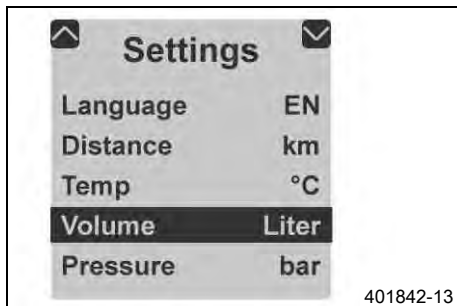 Settings
Language EN
Distance km
Temp °C
Volume Liter
Pressure bar
401842-13